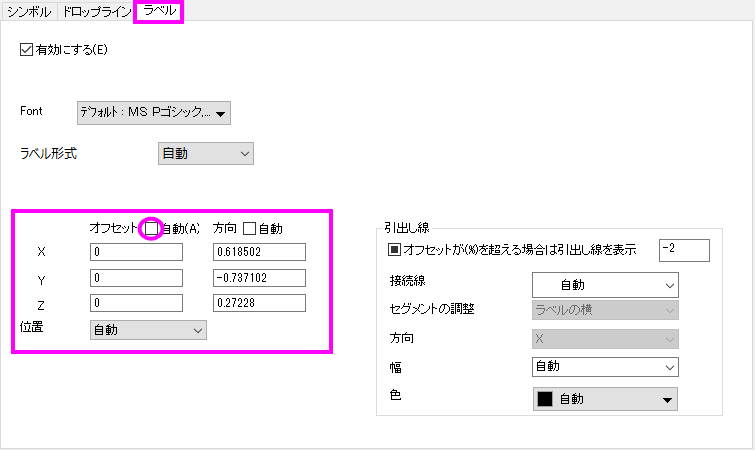 シンボル ドロップライン ラベル
有効にする(E)
Font デフォルト : MS Pゴシック,...
ラベル形式 自動
オフセット 自動(A) 方向 自動
X 0 0.618502
Y 0 -0.737102
Z 0 0.27228
位置 自動
引出し線
オフセットが(%)を超える場合は引出し線を表示 -2
接続線 自動
セグメントの調整 ラベルの横
方向 X
幅 自動
色 自動